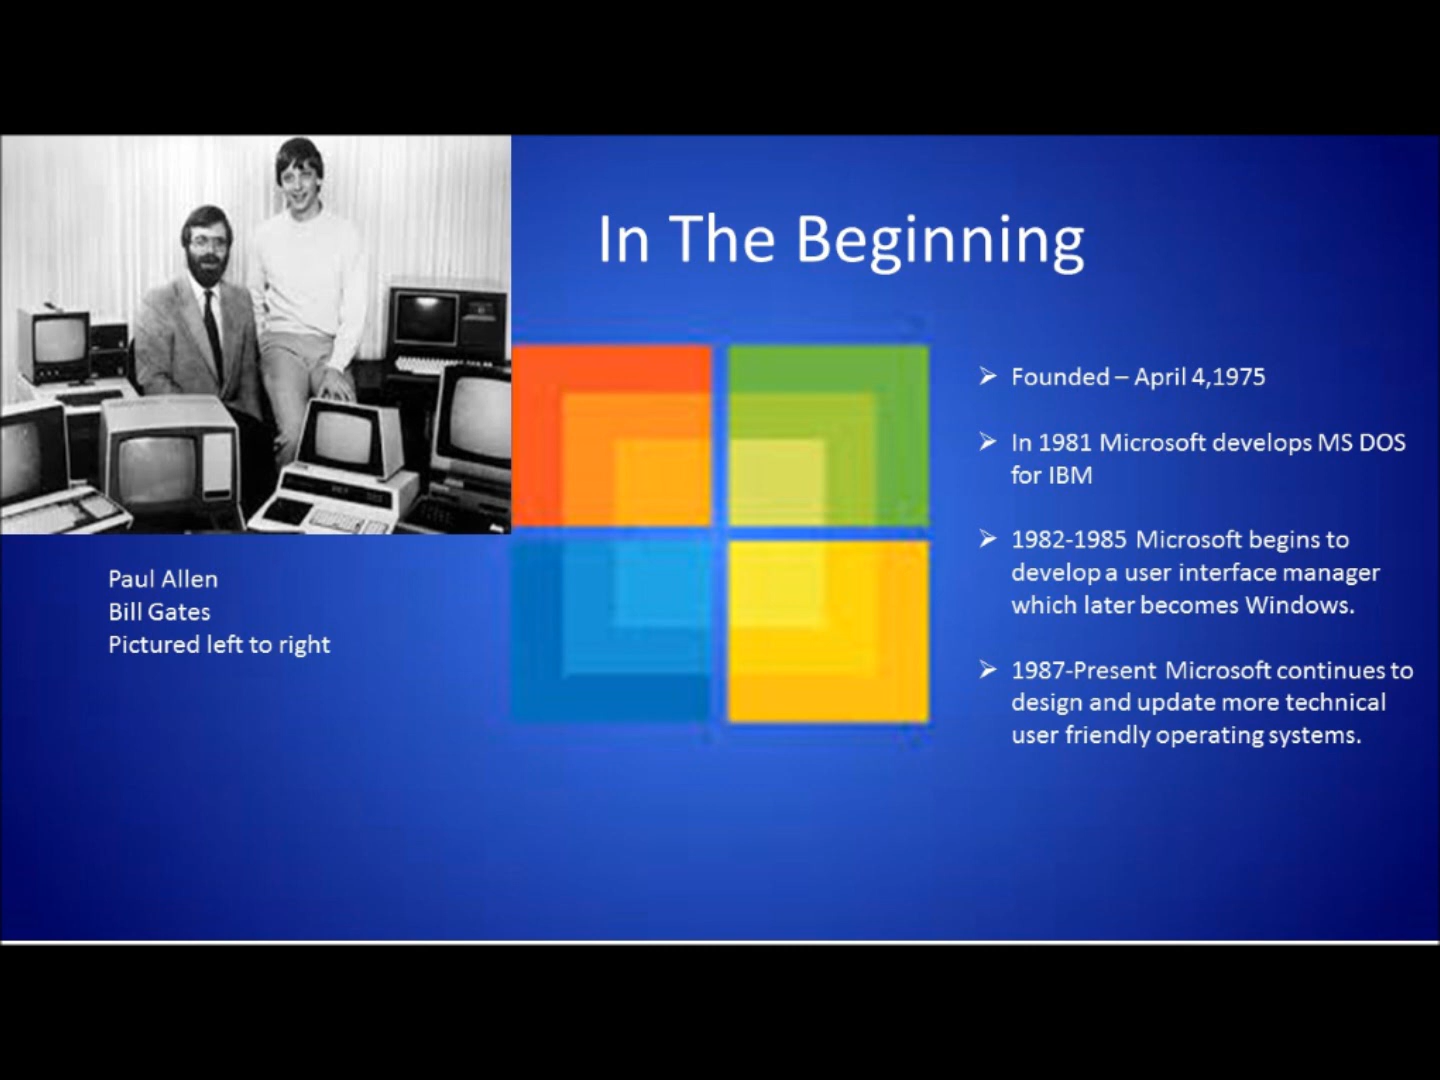 In The Beginning
Founded – April 4,1975
In 1981 Microsoft develops MS DOS
for IBM
1982-1985 Microsoft begins to
develop a user interface manager
which later becomes Windows.
1987-Present Microsoft continues to
design and update more technical
user friendly operating systems.
Paul Allen
Bill Gates
Pictured left to right